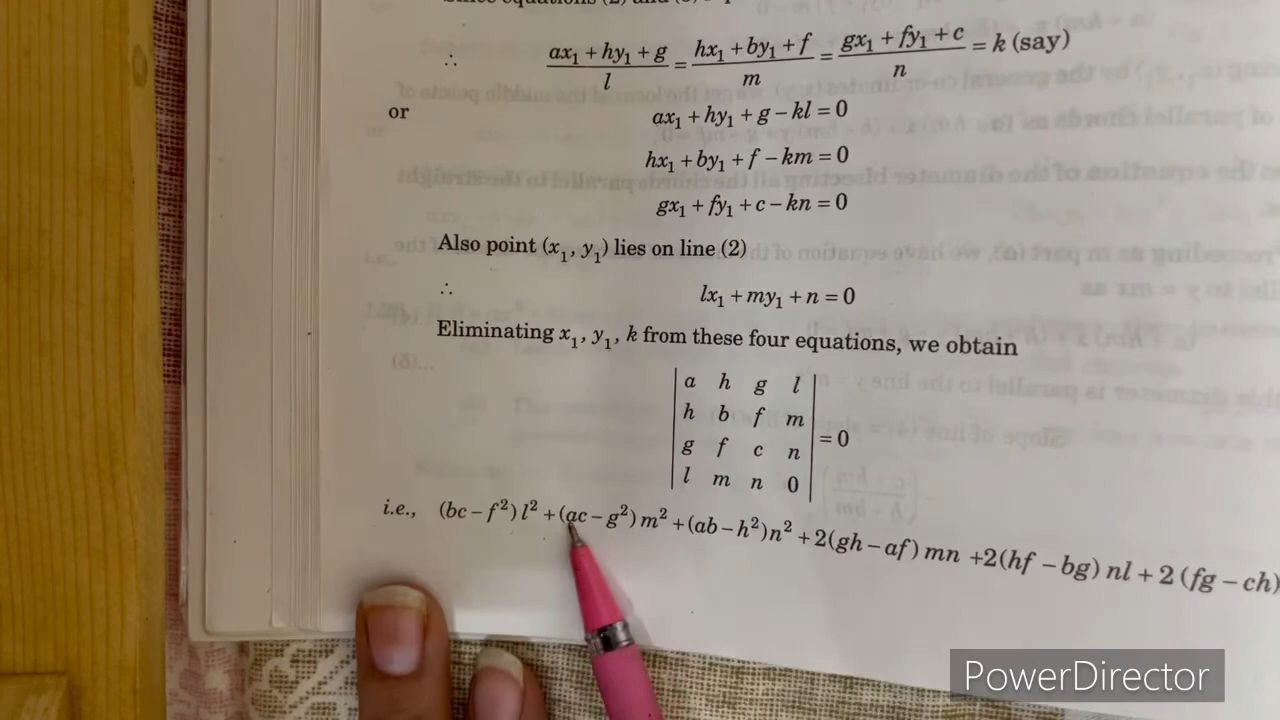 ∴ (ax₁ + hy₁ + g)/l = (hx₁ + by₁ + f)/m = (gx₁ + fy₁ + c)/n = k (say)
or ax₁ + hy₁ + g − kl = 0
hx₁ + by₁ + f − km = 0
gx₁ + fy₁ + c − kn = 0
Also point (x₁, y₁) lies on line (2)
∴ lx₁ + my₁ + n = 0
Eliminating x₁, y₁, k from these four equations, we obtain
| a h g l |
| h b f m |
| g f c n | = 0
| l m n 0 |
i.e., (bc − f²) l² + (ac − g²) m² + (ab − h²) n² + 2(gh − af) mn + 2(hf − bg) nl + 2 (fg − ch)
PowerDirector